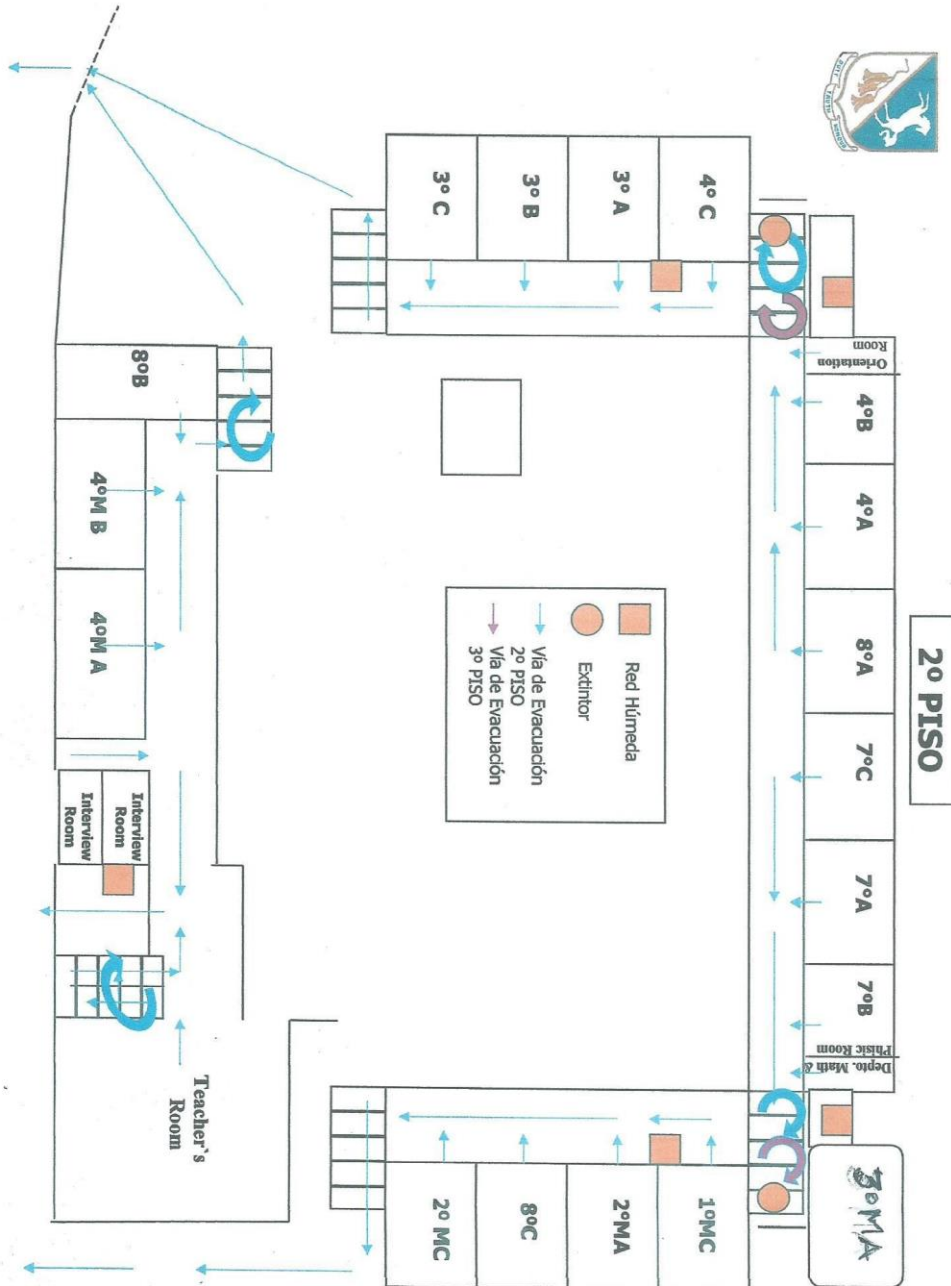 2º PISO
Orientation
Room
4ºB
4ºA
8ºA
7ºC
7ºA
7ºB
Depto. Math &
Phisic Room
3ºMA
4º C
3º A
3º B
3º C
Red Húmeda
Extintor
Vía de Evacuación
2º PISO
Vía de Evacuación
3º PISO
1ºMC
2ºMA
8ºC
2º MC
8ºB
4ºM B
4ºM A
Interview
Room
Interview
Room
Teacher`s
Room